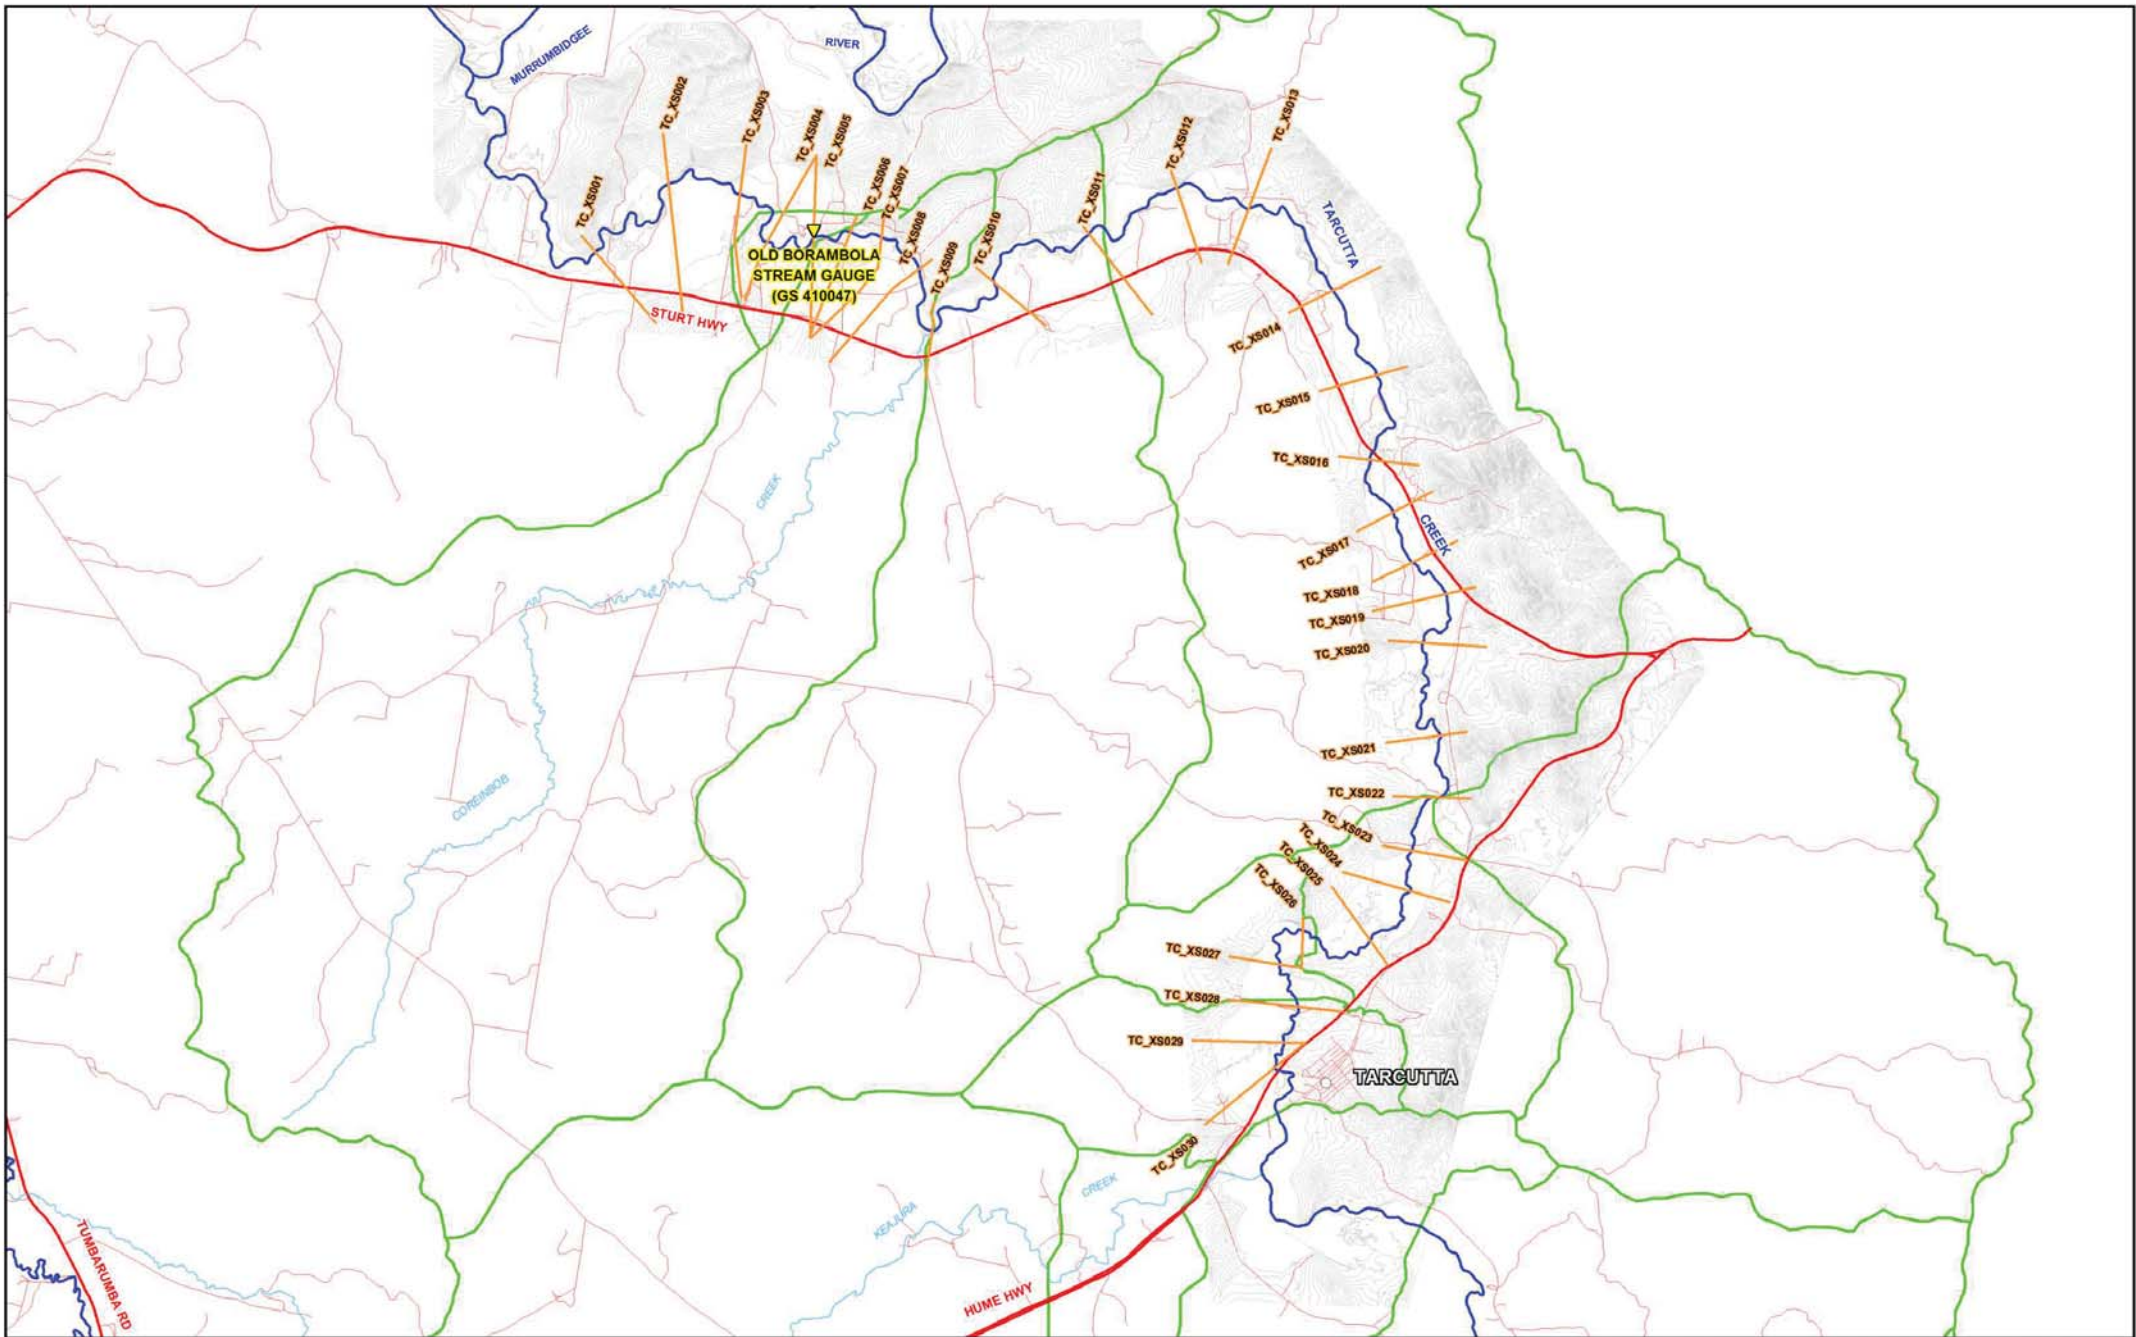 MURRUMBIDGEE
RIVER
TC_XS001
TC_XS002
TC_XS003
TC_XS004
TC_XS005
TC_XS006
TC_XS007
TC_XS008
TC_XS009
TC_XS010
TC_XS011
TC_XS012
TC_XS013
TARCUTTA
OLD BORAMBOLA
STREAM GAUGE
(GS 410047)
STURT HWY
TC_XS014
TC_XS015
TC_XS016
CREEK
CREEK
TC_XS017
TC_XS018
TC_XS019
TC_XS020
TC_XS021
COREINBOB
TC_XS022
TC_XS023
TC_XS024
TC_XS025
TC_XS026
TC_XS027
TC_XS028
TC_XS029
TARCUTTA
TC_XS030
CREEK
KEAJURA
TUMBARUMBA RD
HUME HWY